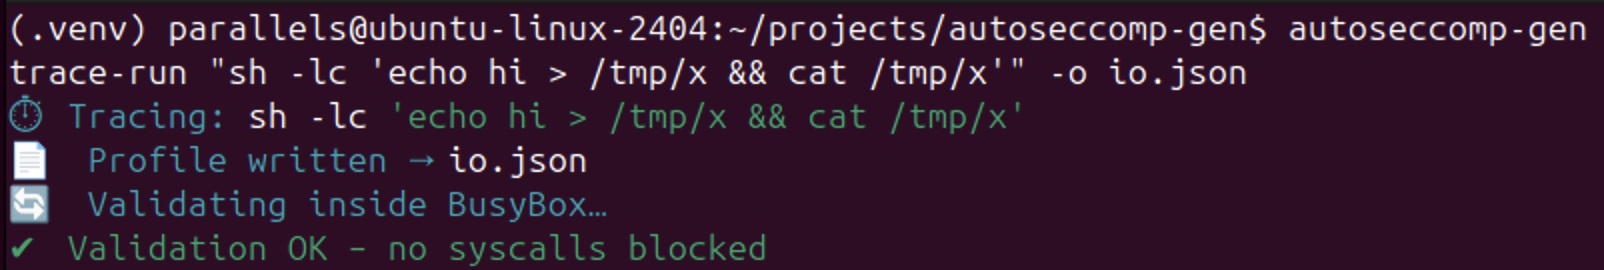 (.venv) parallels@ubuntu-linux-2404:~/projects/autoseccomp-gen$ autoseccomp-gen
trace-run "sh -lc 'echo hi > /tmp/x && cat /tmp/x'" -o io.json
⏱ Tracing: sh -lc 'echo hi > /tmp/x && cat /tmp/x'
📄 Profile written → io.json
🔄 Validating inside BusyBox…
✔ Validation OK – no syscalls blocked